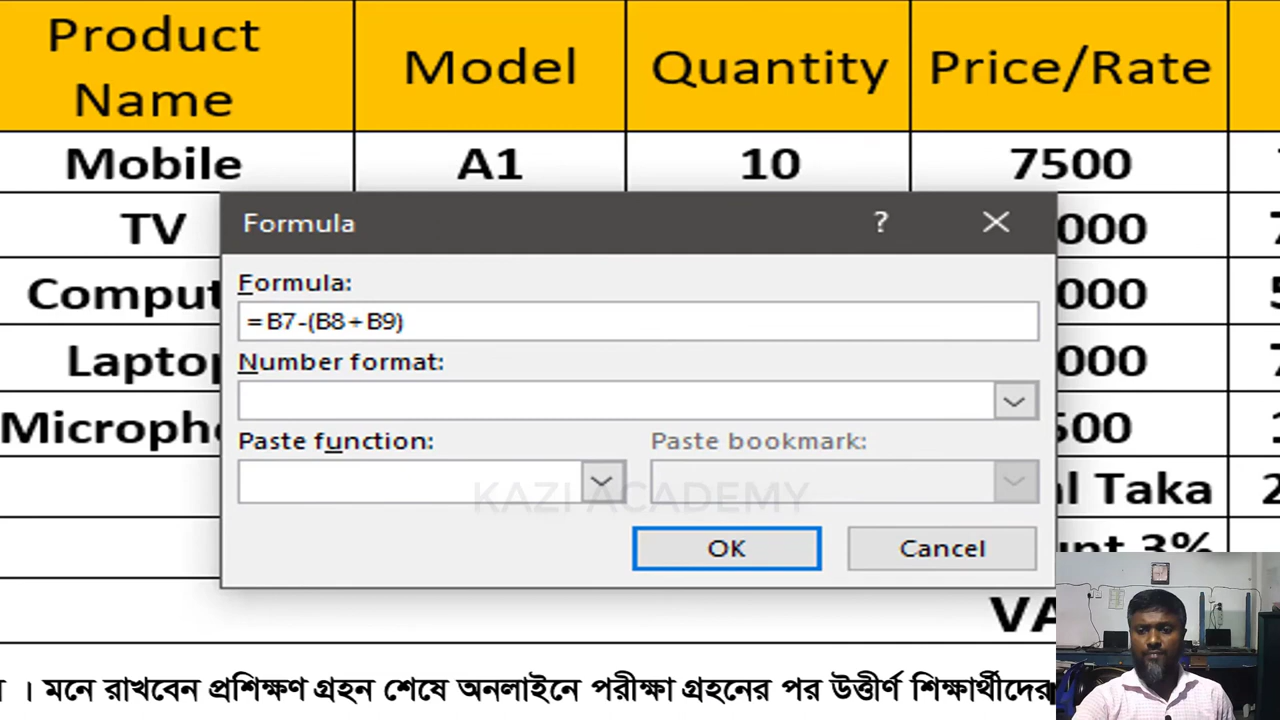 Product
Name
Model
Quantity
Price/Rate
Mobile
A1
10
7500
TV
000
Comput
000
Laptop
000
Microph
500
Formula
?
Formula:
=B7-(B8+B9)
Number format:
Paste function:
Paste bookmark:
KAZI ACADEMY
OK
Cancel
Taka
3%
VA
। মনে রাখবেন প্রশিক্ষণ গ্রহন শেষে অনলাইনে পরীক্ষা গ্রহনের পর উত্তীর্ণ শিক্ষার্থীদের